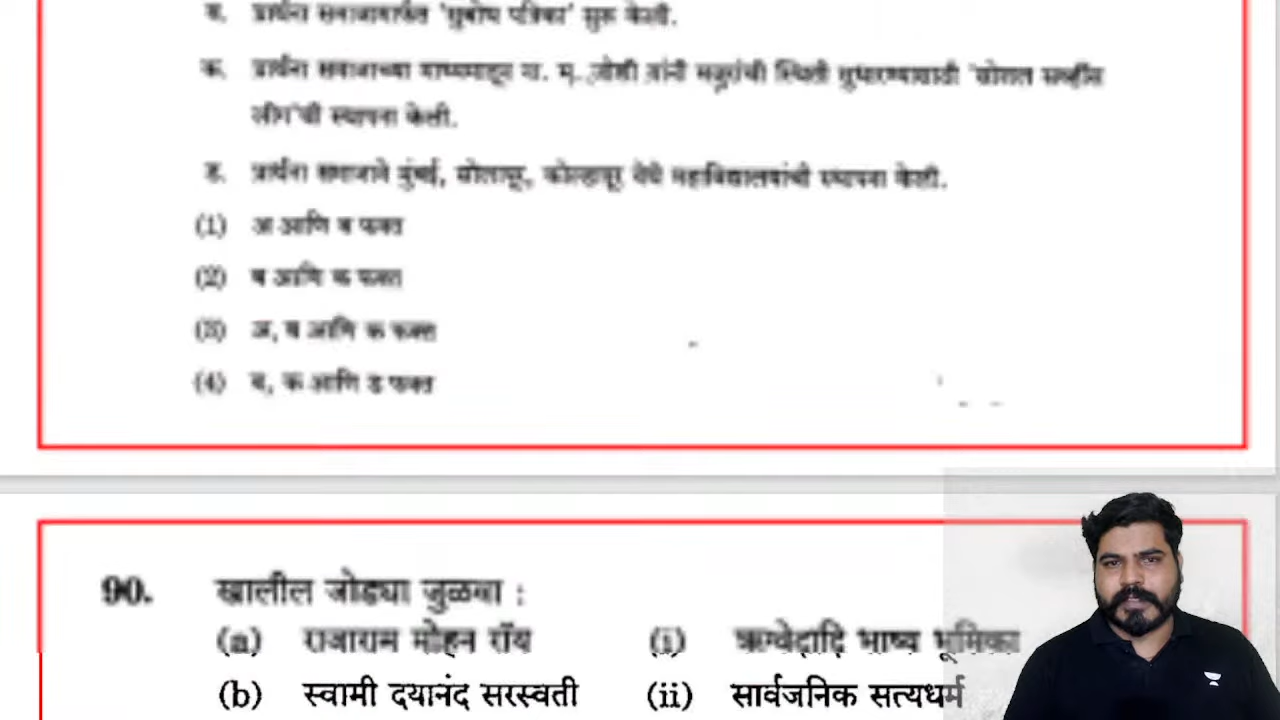 ब. प्रार्थना समाजामार्फत 'सुबोध पत्रिका' सुरु केली.
क. प्रार्थना समाजाच्या माध्यमातून ना. म. जोशी यांनी मजुरांची स्थिती सुधारण्यासाठी 'सोशल सर्व्हीस
लीग'ची स्थापना केली.
ड. प्रार्थना समाजाने मुंबई, सोलापूर, कोल्हापूर येथे महाविद्यालयांची स्थापना केली.
(1) अ आणि ब फक्त
(2) ब आणि क फक्त
(3) अ, ब आणि क फक्त
(4) ब, क आणि ड फक्त
90. खालील जोड्या जुळवा :
(a) राजाराम मोहन रॉय (i) ऋग्वेदादि भाष्य भूमिका
(b) स्वामी दयानंद सरस्वती (ii) सार्वजनिक सत्यधर्म